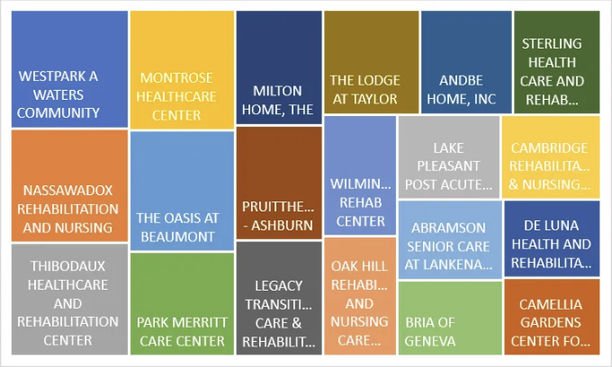 WESTPARK A
WATERS
COMMUNITY
NASSAWADOX
REHABILITATION
AND NURSING
THIBODAUX
HEALTHCARE
AND
REHABILITATION
CENTER
MONTROSE
HEALTHCARE
CENTER
THE OASIS AT
BEAUMONT
PARK MERRITT
CARE CENTER
MILTON
HOME, THE
PRUITTHE...
- ASHBURN
LEGACY
TRANSITI...
CARE &
REHABILIT...
THE LODGE
AT TAYLOR
ANDBE
HOME, INC
STERLING
HEALTH
CARE AND
REHAB...
WILMIN...
REHAB
CENTER
OAK HILL
REHABI...
AND
NURSING
CARE...
LAKE
PLEASANT
POST ACUTE...
CAMBRIDGE
REHABILITA...
& NURSING...
ABRAMSON
SENIOR CARE
AT LANKENA...
DE LUNA
HEALTH AND
REHABILITA...
BRIA OF
GENEVA
CAMELLIA
GARDENS
CENTER FO...